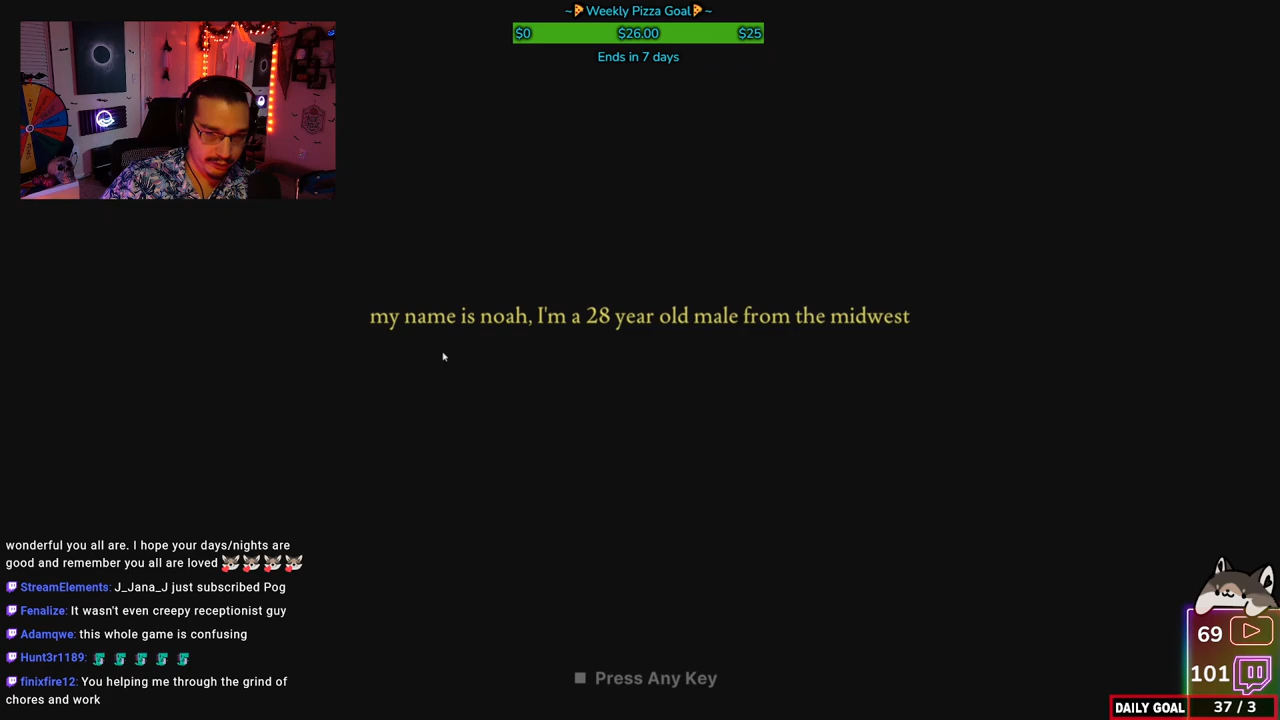 ~🍕Weekly Pizza Goal🍕~
$0 $26.00 $25
Ends in 7 days
my name is noah, I'm a 28 year old male from the midwest
wonderful you all are. I hope your days/nights are
good and remember you all are loved
StreamElements: J_Jana_J just subscribed Pog
Fenalize: It wasn't even creepy receptionist guy
Adamqwe: this whole game is confusing
Hunt3r1189:
finixfire12: You helping me through the grind of
chores and work
Press Any Key
69
101
DAILY GOAL 37 / 3